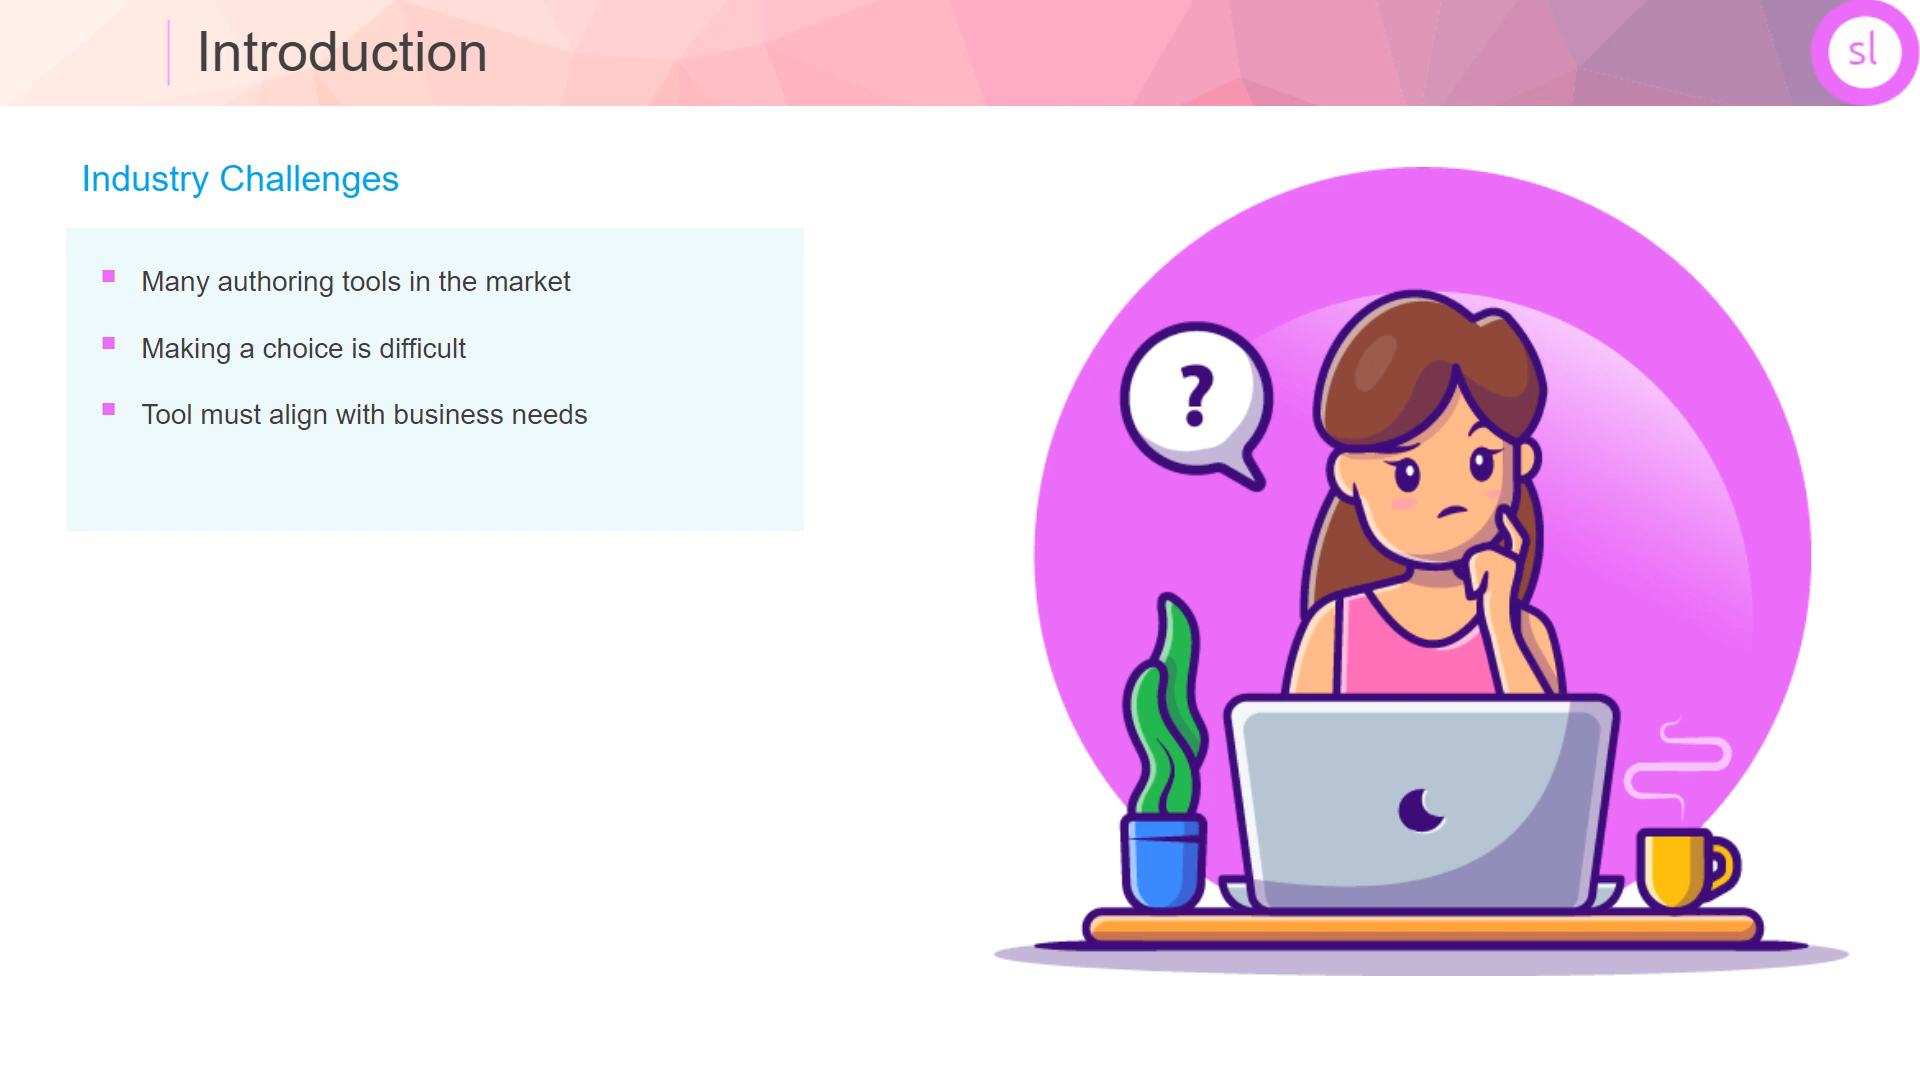 Introduction
sl
Industry Challenges
Many authoring tools in the market
Making a choice is difficult
Tool must align with business needs
?